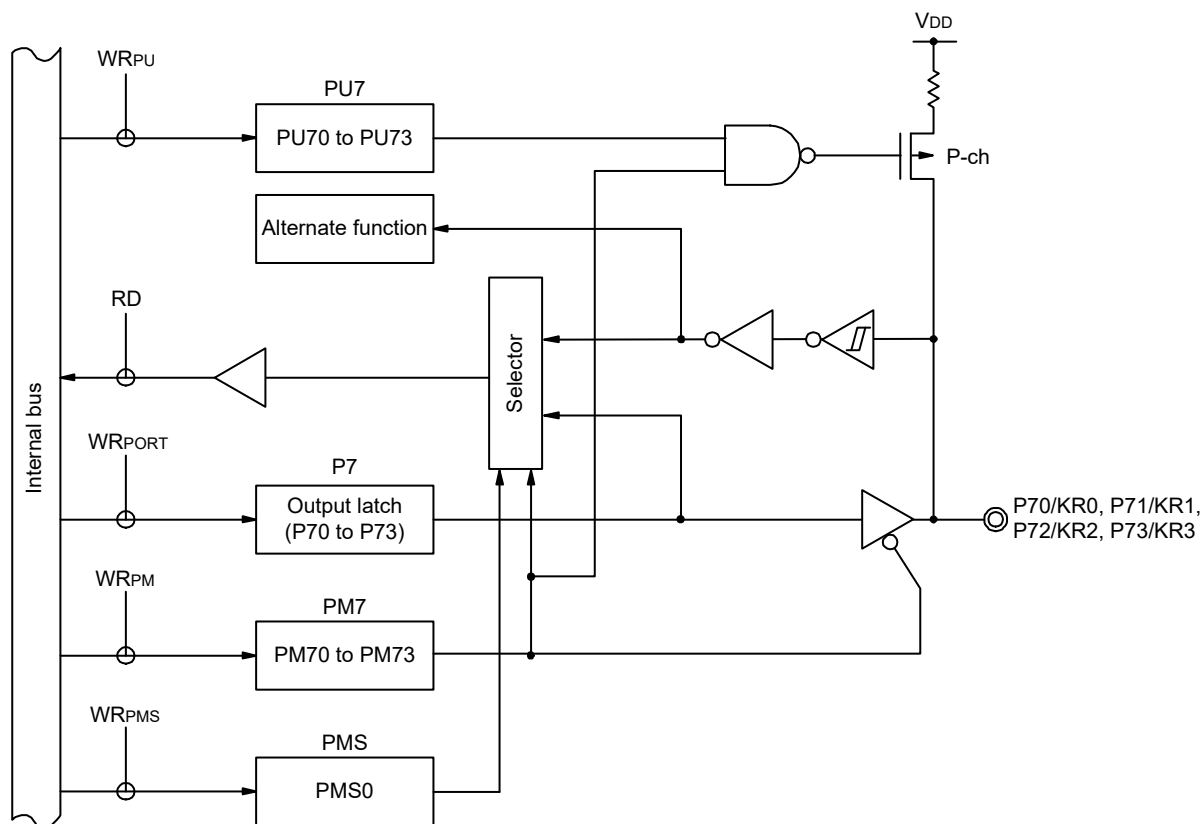 VDD
WRPU
PU7
PU70 to PU73
P-ch
Alternate function
RD
Selector
Internal bus
WRPORT
P7
Output latch
(P70 to P73)
P70/KR0, P71/KR1,
P72/KR2, P73/KR3
WRPM
PM7
PM70 to PM73
WRPMS
PMS
PMS0